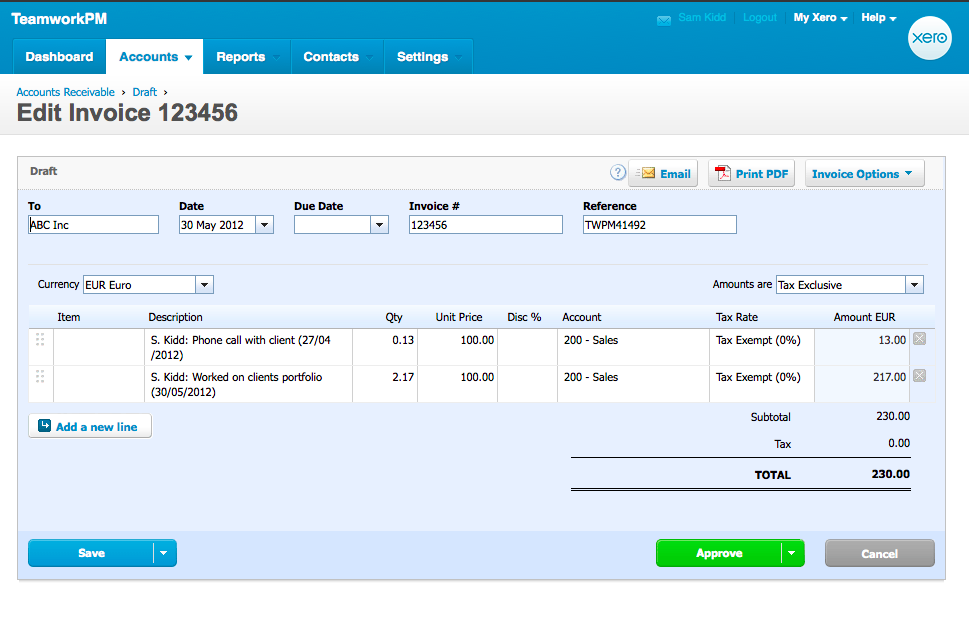 TeamworkPM
Sam Kidd Logout My Xero Help
xero
Dashboard Accounts Reports Contacts Settings
Accounts Receivable › Draft ›
Edit Invoice 123456
Draft
? Email Print PDF Invoice Options
To Date Due Date Invoice # Reference
ABC Inc 30 May 2012 123456 TWPM41492
Currency EUR Euro Amounts are Tax Exclusive
Item Description Qty Unit Price Disc % Account Tax Rate Amount EUR
S. Kidd: Phone call with client (27/04 0.13 100.00 200 - Sales Tax Exempt (0%) 13.00
/2012)
S. Kidd: Worked on clients portfolio 2.17 100.00 200 - Sales Tax Exempt (0%) 217.00
(30/05/2012)
Add a new line
Subtotal 230.00
Tax 0.00
TOTAL 230.00
Save Approve Cancel